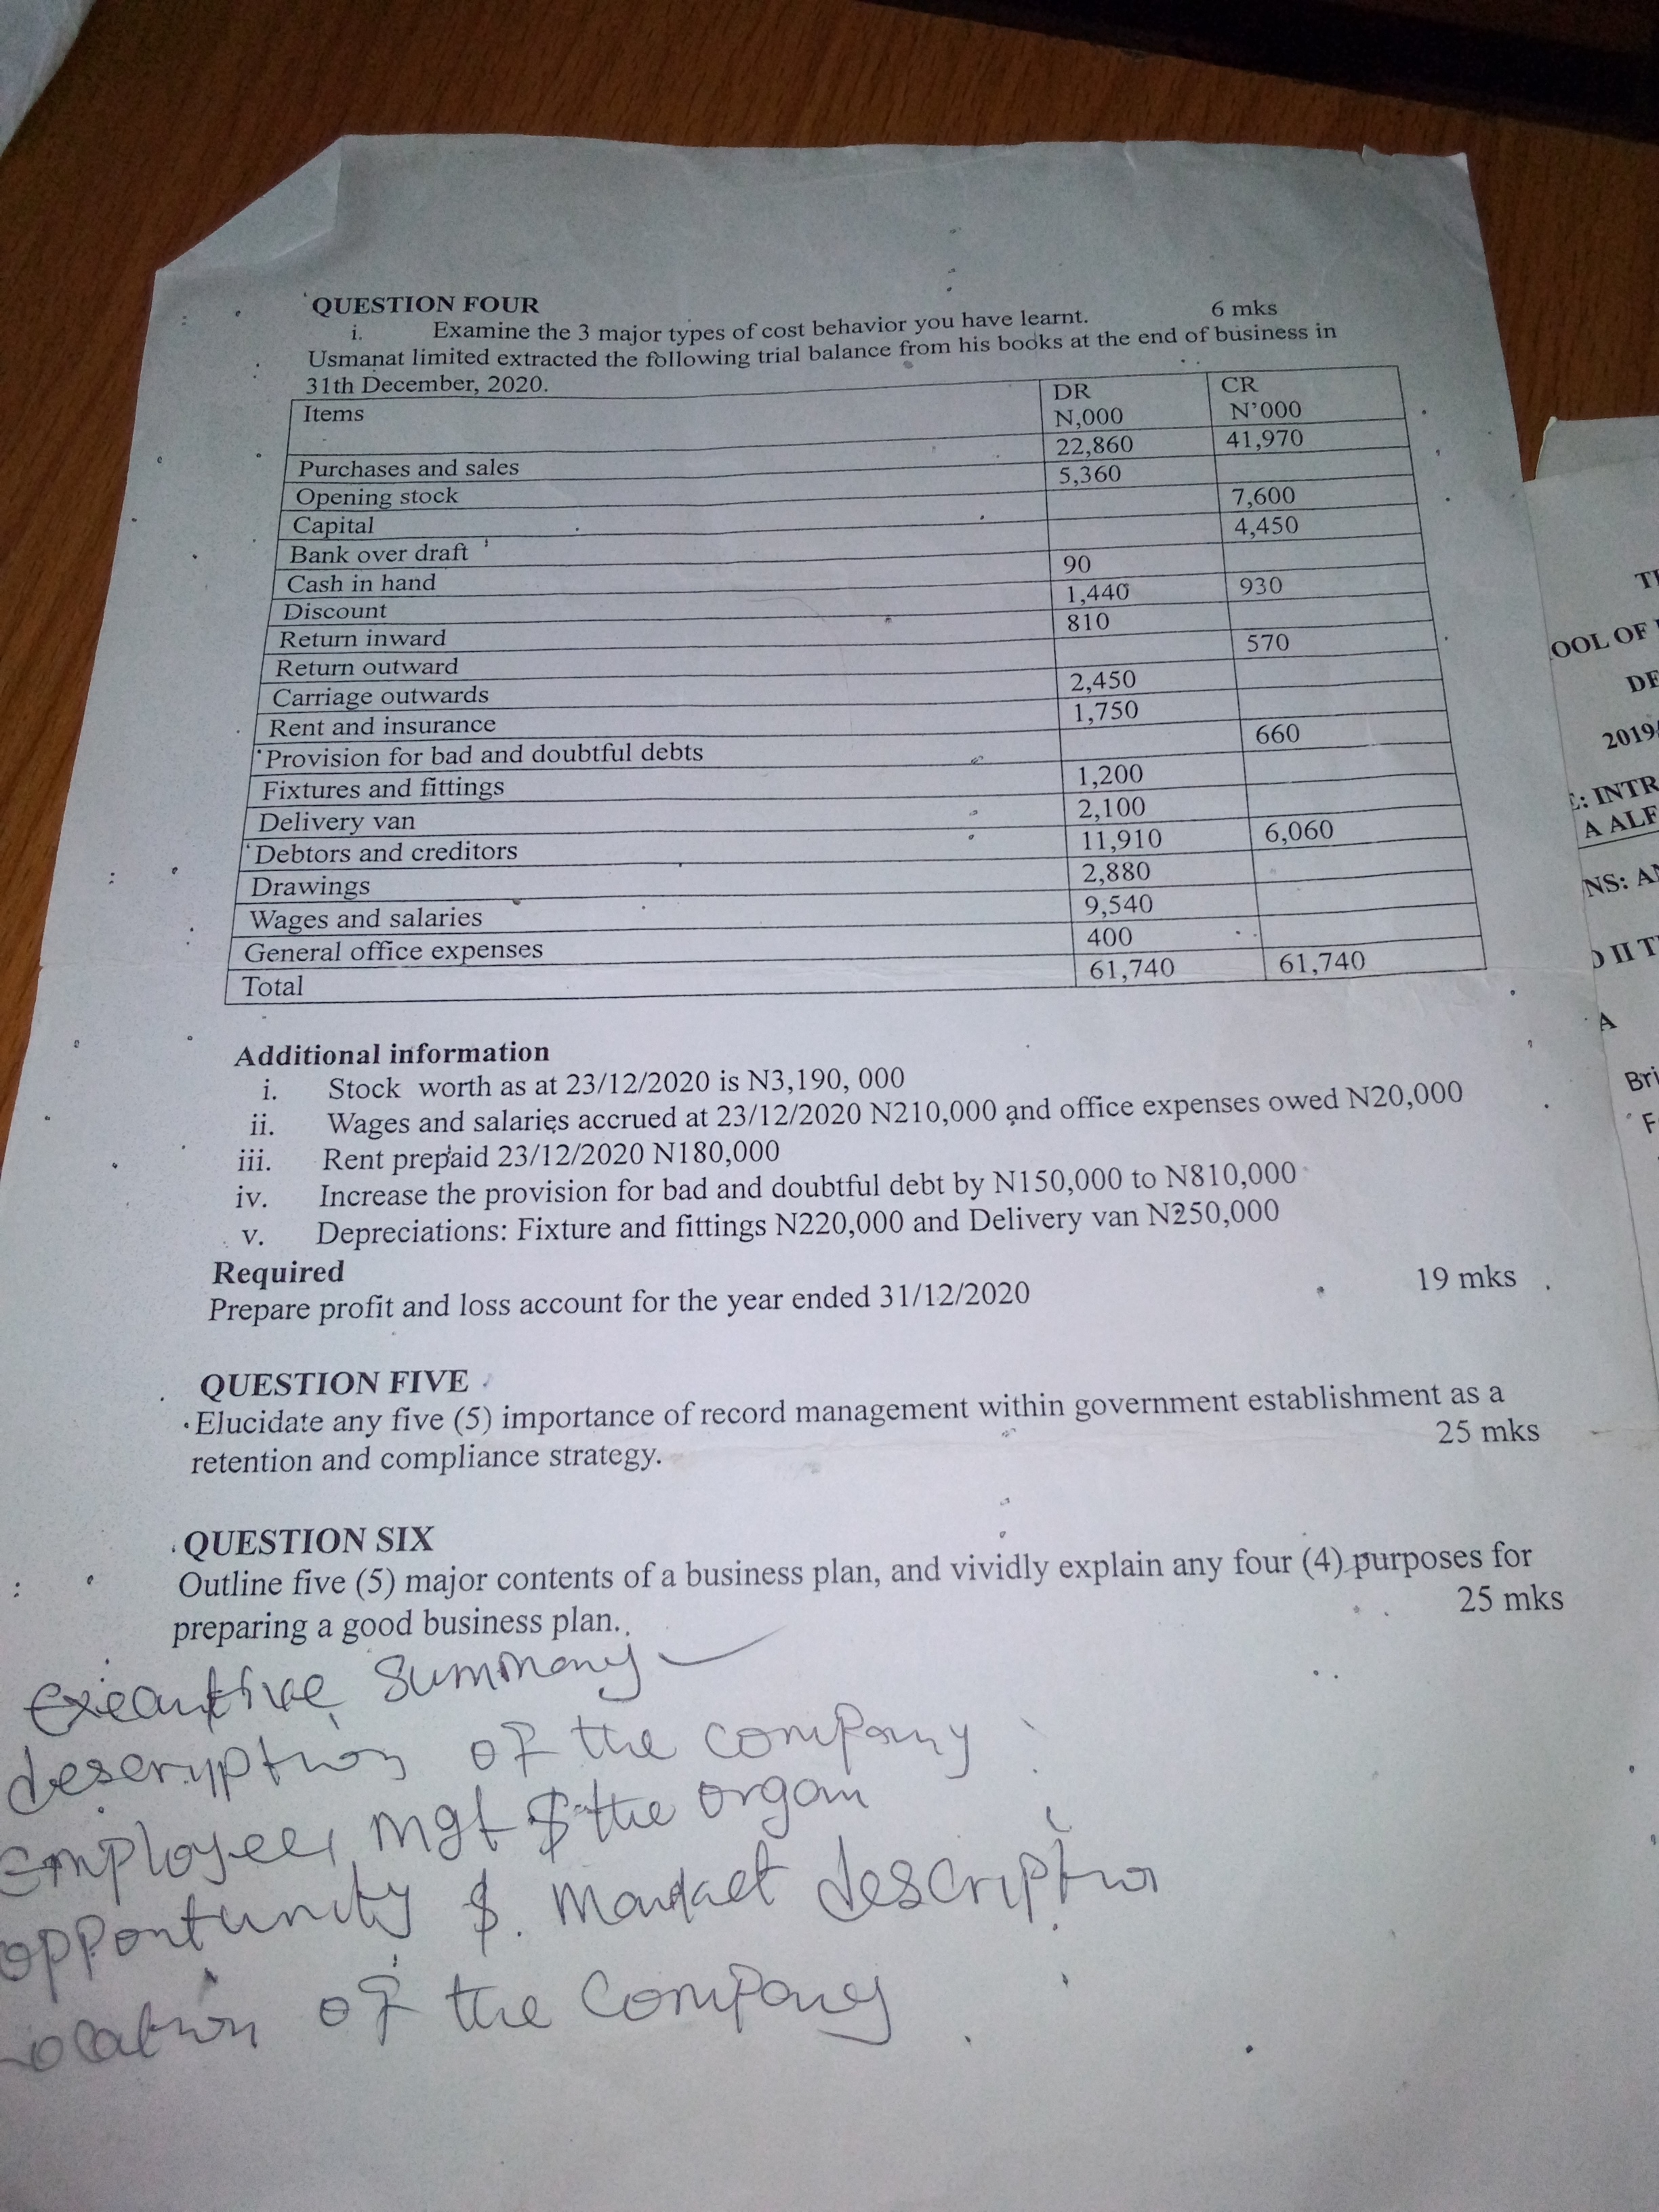 QUESTION FOUR
i. Examine the 3 major types of cost behavior you have learnt. 6 mks
Usmanat limited extracted the following trial balance from his books at the end of business in
31th December, 2020.
Items DR CR
N,000 N’000
Purchases and sales 22,860 41,970
Opening stock 5,360
Capital 7,600
Bank over draft 4,450
Cash in hand 90
Discount 1,440 930
Return inward 810
Return outward 570
Carriage outwards 2,450
Rent and insurance 1,750
Provision for bad and doubtful debts 660
Fixtures and fittings 1,200
Delivery van 2,100
Debtors and creditors 11,910 6,060
Drawings 2,880
Wages and salaries 9,540
General office expenses 400
Total 61,740 61,740
Additional information
i. Stock worth as at 23/12/2020 is N3,190, 000
ii. Wages and salaries accrued at 23/12/2020 N210,000 and office expenses owed N20,000
iii. Rent prepaid 23/12/2020 N180,000
iv. Increase the provision for bad and doubtful debt by N150,000 to N810,000
v. Depreciations: Fixture and fittings N220,000 and Delivery van N250,000
Required
Prepare profit and loss account for the year ended 31/12/2020 19 mks
QUESTION FIVE
Elucidate any five (5) importance of record management within government establishment as a
retention and compliance strategy. 25 mks
QUESTION SIX
Outline five (5) major contents of a business plan, and vividly explain any four (4) purposes for
preparing a good business plan.. 25 mks
Executive Summary
descryption of the company
Employees, mgt $ the organ
opportunity $. Market description
of the Company
OOL OF
2019/
: INTR
A ALF
NS: A
II T
A
Bri